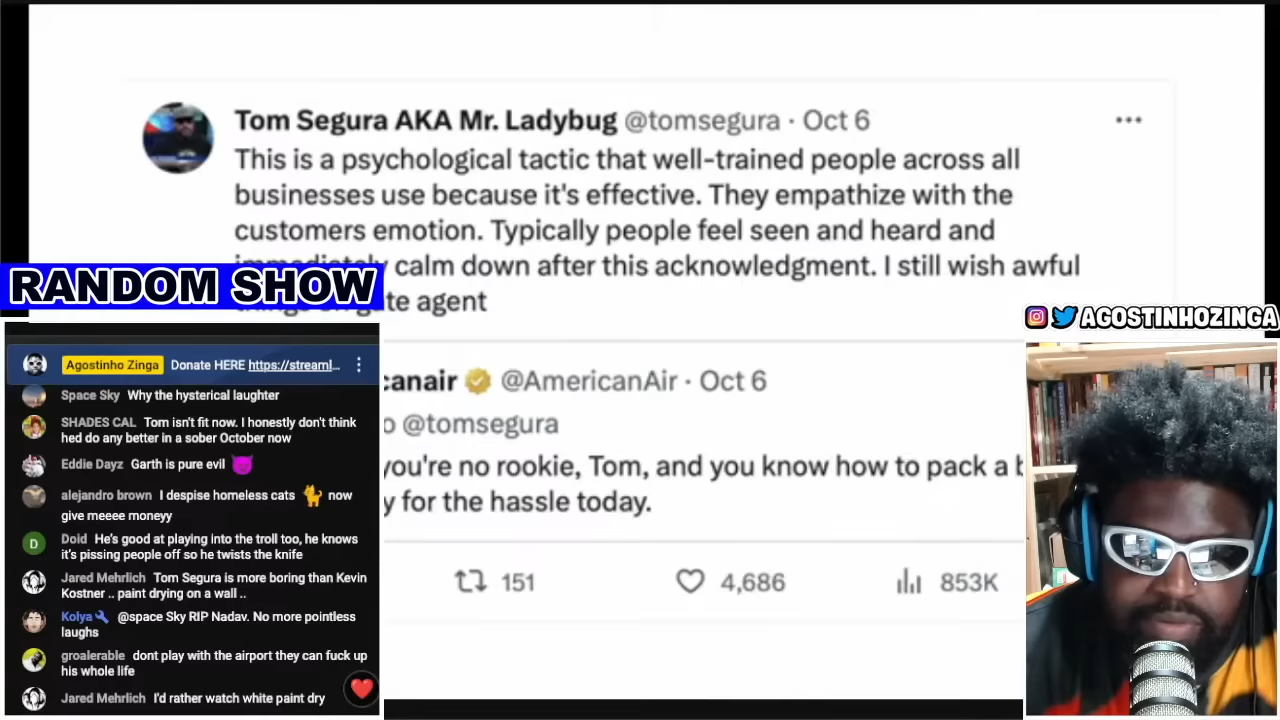 Tom Segura AKA Mr. Ladybug @tomsegura · Oct 6
This is a psychological tactic that well-trained people across all
businesses use because it's effective. They empathize with the
customers emotion. Typically people feel seen and heard and
calm down after this acknowledgment. I still wish awful
te agent
RANDOM SHOW
canair @AmericanAir · Oct 6
o @tomsegura
you're no rookie, Tom, and you know how to pack a b
y for the hassle today.
151 4,686 853K
AGOSTINHOZINGA
Agostinho Zinga Donate HERE https://streaml...
Space Sky Why the hysterical laughter
SHADES CAL Tom isn't fit now. I honestly don't think
hed do any better in a sober October now
Eddie Dayz Garth is pure evil 😈
alejandro brown I despise homeless cats 🐈 now
give meeee moneyy
D
Doid He's good at playing into the troll too, he knows
it's pissing people off so he twists the knife
Jared Mehrlich Tom Segura is more boring than Kevin
Kostner .. paint drying on a wall ..
Kolya @space Sky RIP Nadav. No more pointless
laughs
groalerable dont play with the airport they can fuck up
his whole life
Jared Mehrlich I'd rather watch white paint dry